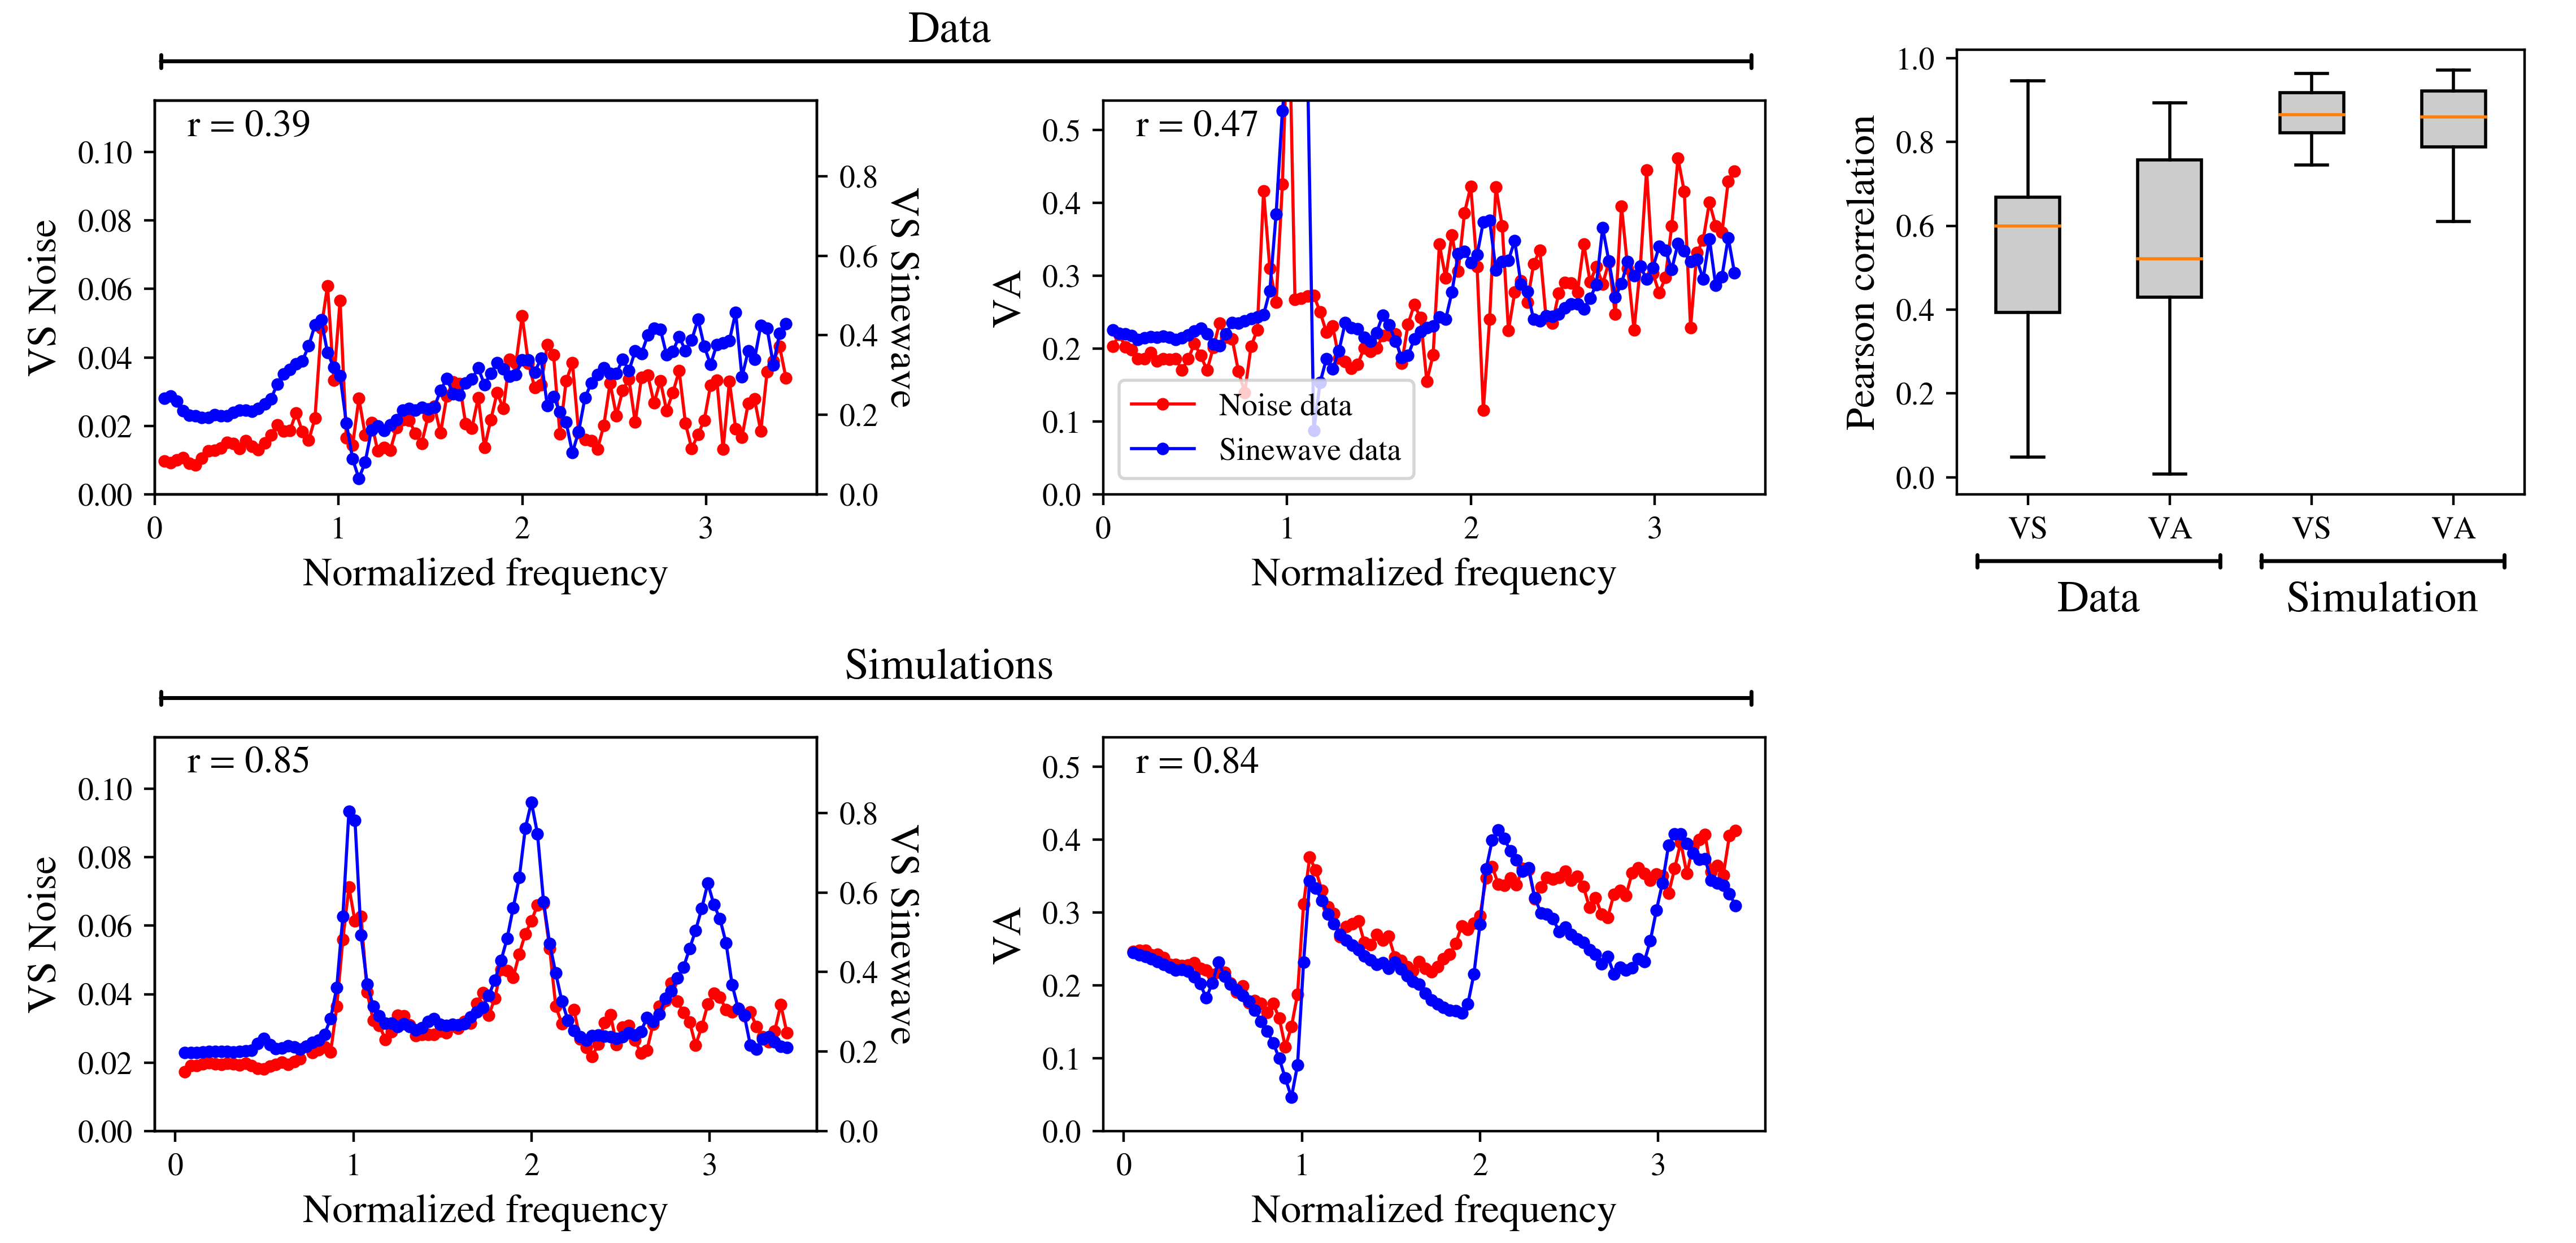 Data
r = 0.39
0.10
0.08
0.06
0.04
0.02
0.00
VS Noise
0.8
0.6
0.4
0.2
0.0
VS Sinewave
0 1 2 3
Normalized frequency
r = 0.47
0.5
0.4
0.3
0.2
0.1
0.0
VA
Noise data
Sinewave data
0 1 2 3
Normalized frequency
1.0
0.8
0.6
0.4
0.2
0.0
Pearson correlation
VS VA VS VA
Data Simulation
Simulations
r = 0.85
0.10
0.08
0.06
0.04
0.02
0.00
VS Noise
0.8
0.6
0.4
0.2
0.0
VS Sinewave
0 1 2 3
Normalized frequency
r = 0.84
0.5
0.4
0.3
0.2
0.1
0.0
VA
0 1 2 3
Normalized frequency